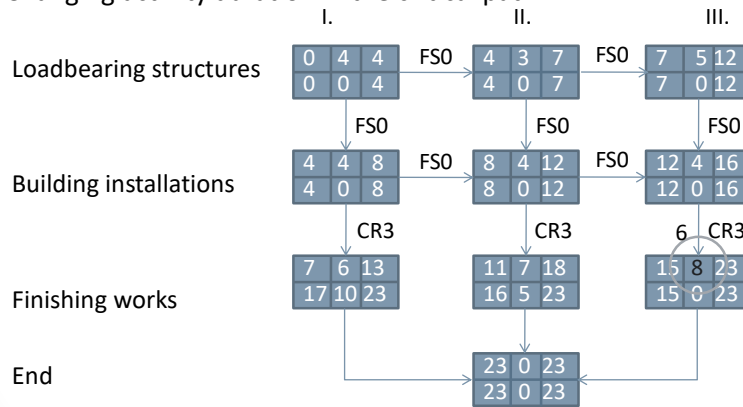 I. II. III.
Loadbearing structures
0 4 4 FS0 4 3 7 FS0 7 5 12
0 0 4 4 0 7 7 0 12
FS0 FS0 FS0
Building installations
4 4 8 FS0 8 4 12 FS0 12 4 16
4 0 8 8 0 12 12 0 16
CR3 CR3 6 CR3
Finishing works
7 6 13 11 7 18 15 8 23
17 10 23 16 5 23 15 0 23
End
23 0 23
23 0 23